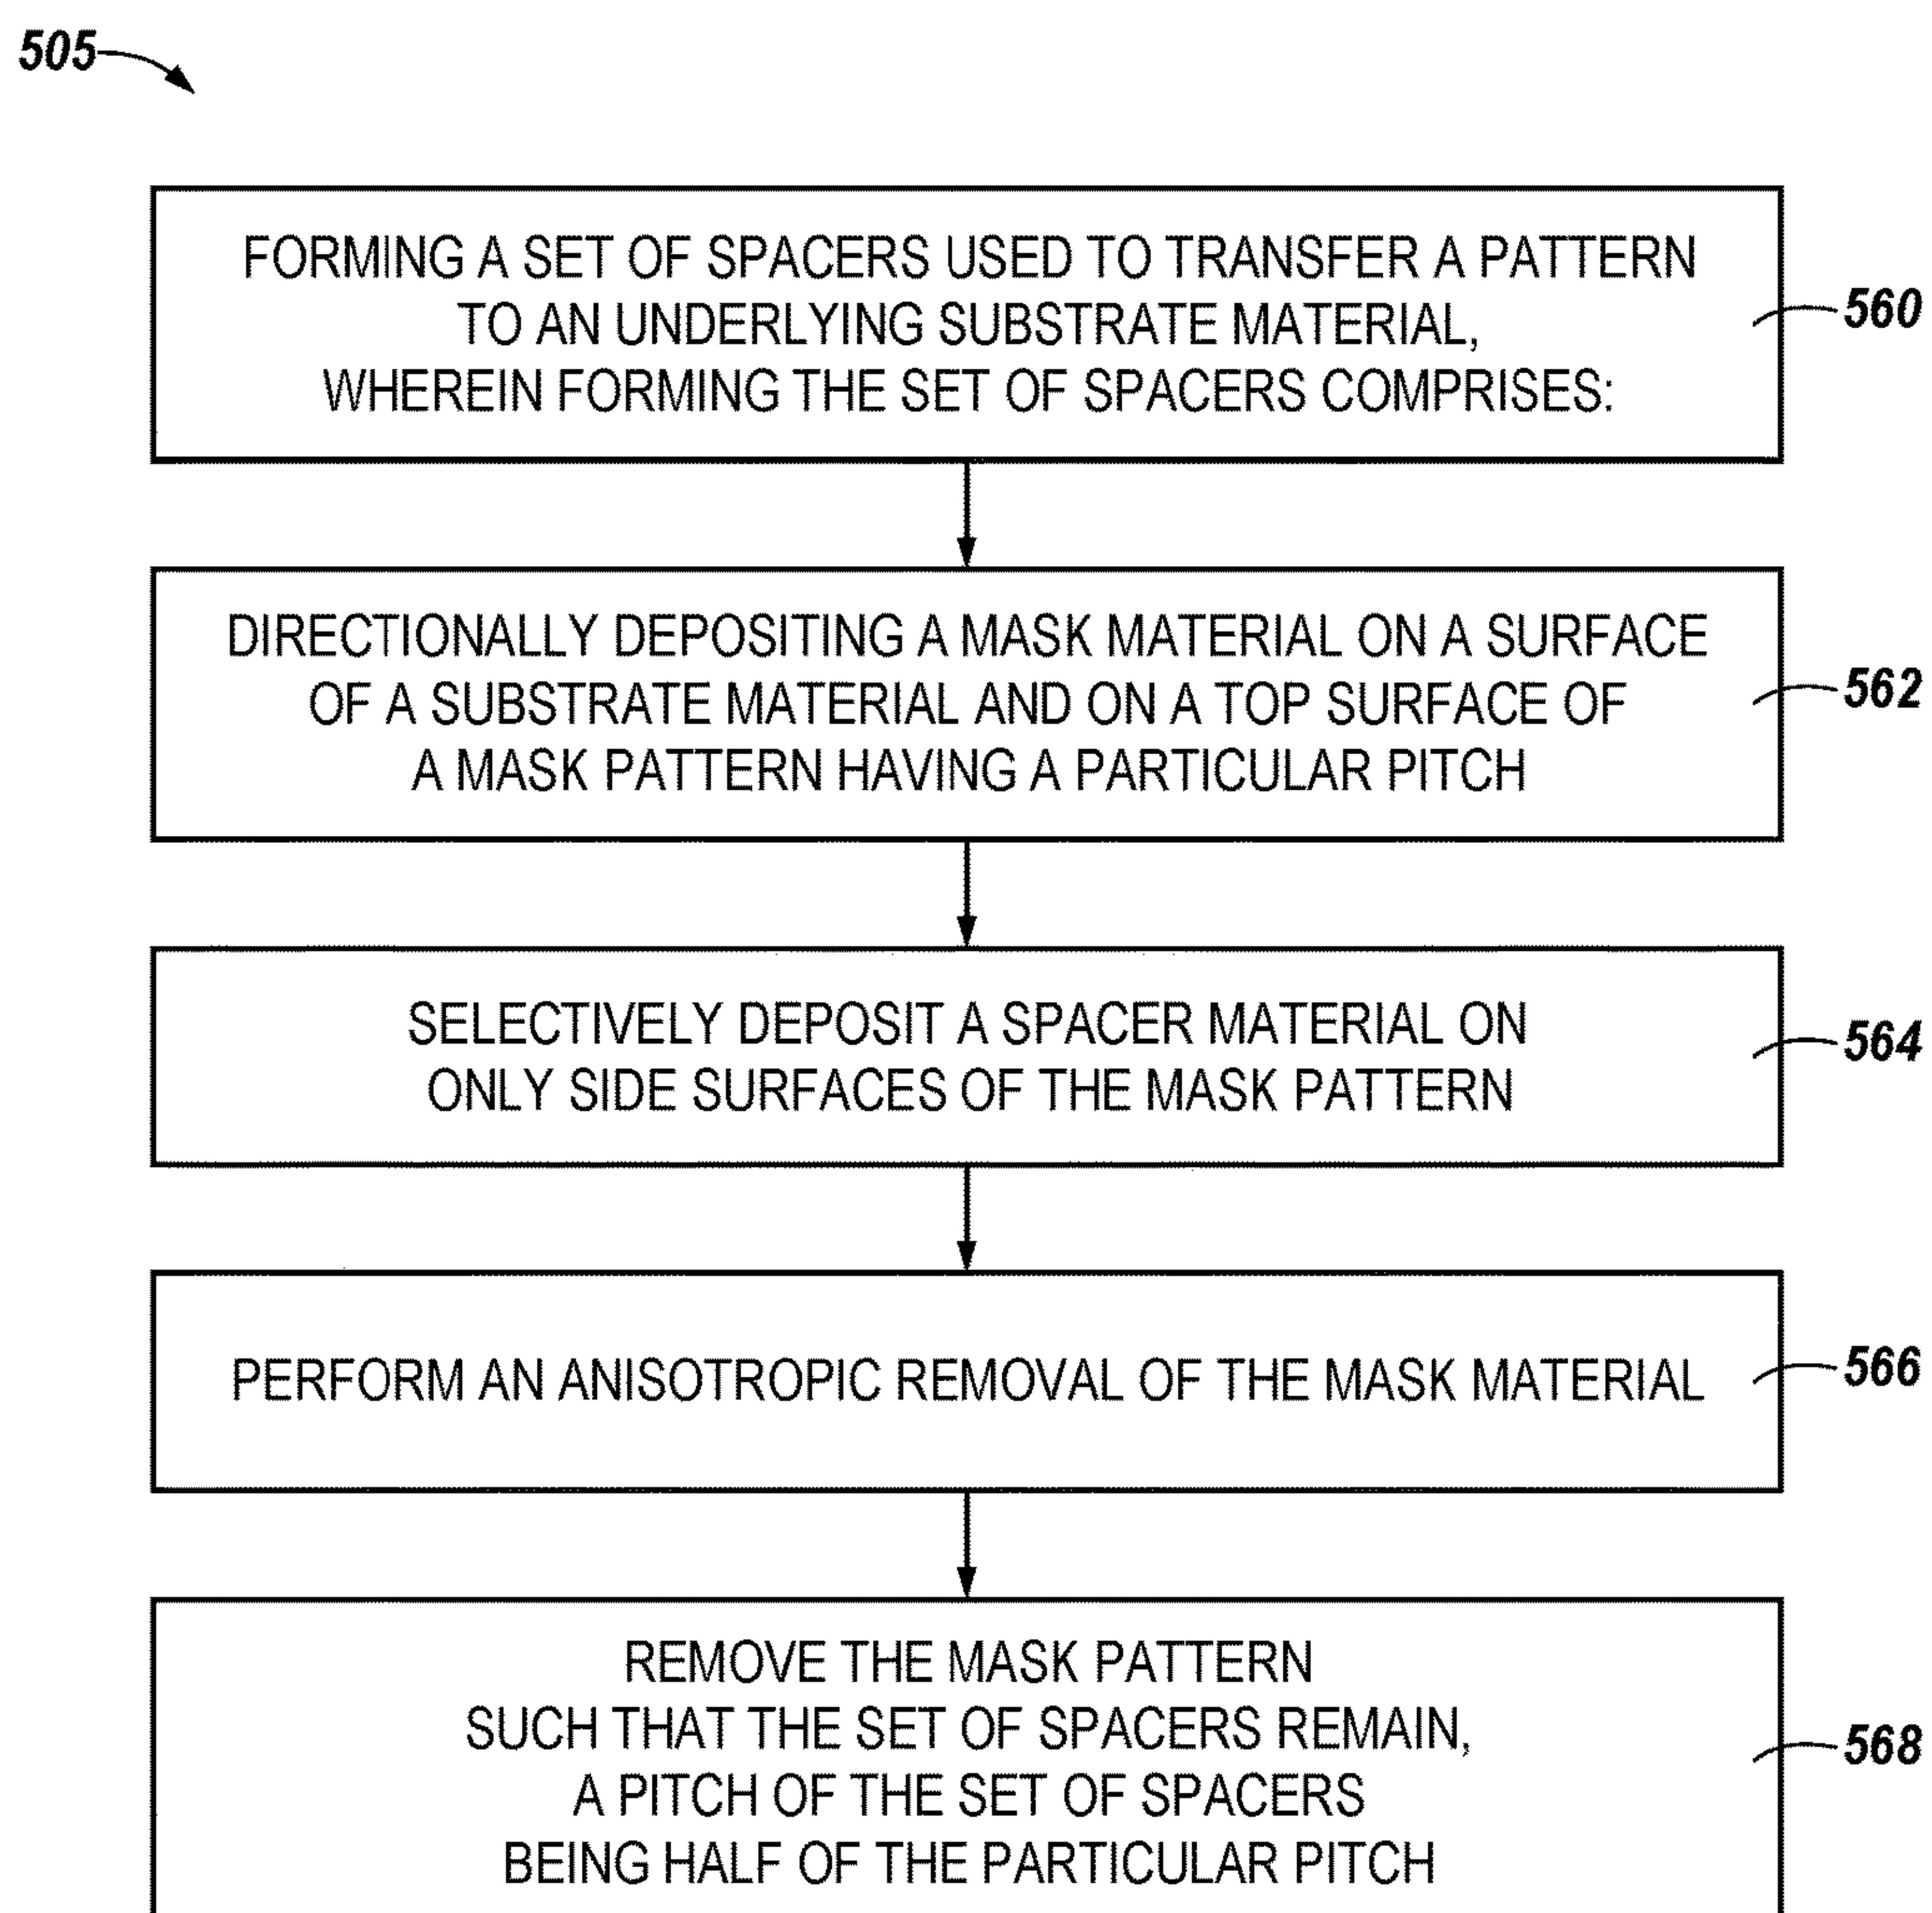 505
FORMING A SET OF SPACERS USED TO TRANSFER A PATTERN
TO AN UNDERLYING SUBSTRATE MATERIAL,
WHEREIN FORMING THE SET OF SPACERS COMPRISES:
560
DIRECTIONALLY DEPOSITING A MASK MATERIAL ON A SURFACE
OF A SUBSTRATE MATERIAL AND ON A TOP SURFACE OF
A MASK PATTERN HAVING A PARTICULAR PITCH
562
SELECTIVELY DEPOSIT A SPACER MATERIAL ON
ONLY SIDE SURFACES OF THE MASK PATTERN
564
PERFORM AN ANISOTROPIC REMOVAL OF THE MASK MATERIAL
566
REMOVE THE MASK PATTERN
SUCH THAT THE SET OF SPACERS REMAIN,
A PITCH OF THE SET OF SPACERS
BEING HALF OF THE PARTICULAR PITCH
568